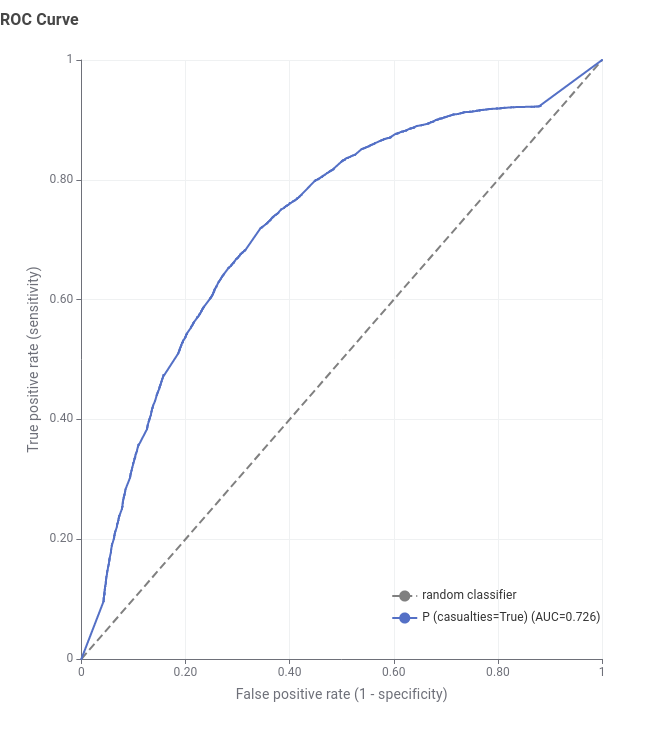 ROC Curve
1
0.80
0.60
0.40
0.20
0
True positive rate (sensitivity)
random classifier
P (casualties=True) (AUC=0.726)
0 0.20 0.40 0.60 0.80 1
False positive rate (1 - specificity)